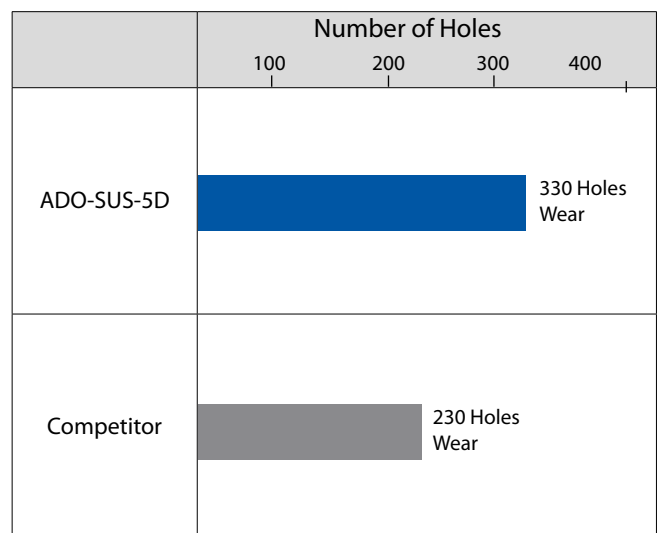 Number of Holes
100 200 300 400
ADO-SUS-5D
330 Holes
Wear
Competitor
230 Holes
Wear